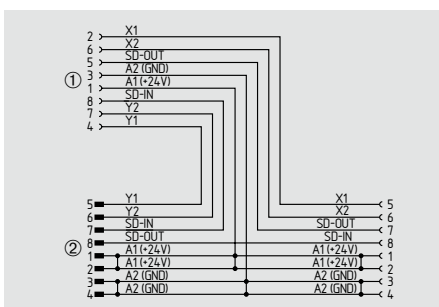 2 X1
6 X2
5 SD-OUT
① 3 A2 (GND)
1 A1 (+24V)
8 SD-IN
7 Y2
4 Y1
5 Y1 X1 5
6 Y2 X2 6
7 SD-IN SD-OUT 7
② 8 SD-OUT SD-IN 8
1 A1 (+24V) A1 (+24V) 1
2 A1 (+24V) A1 (+24V) 2
3 A2 (GND) A2 (GND) 3
4 A2 (GND) A2 (GND) 4